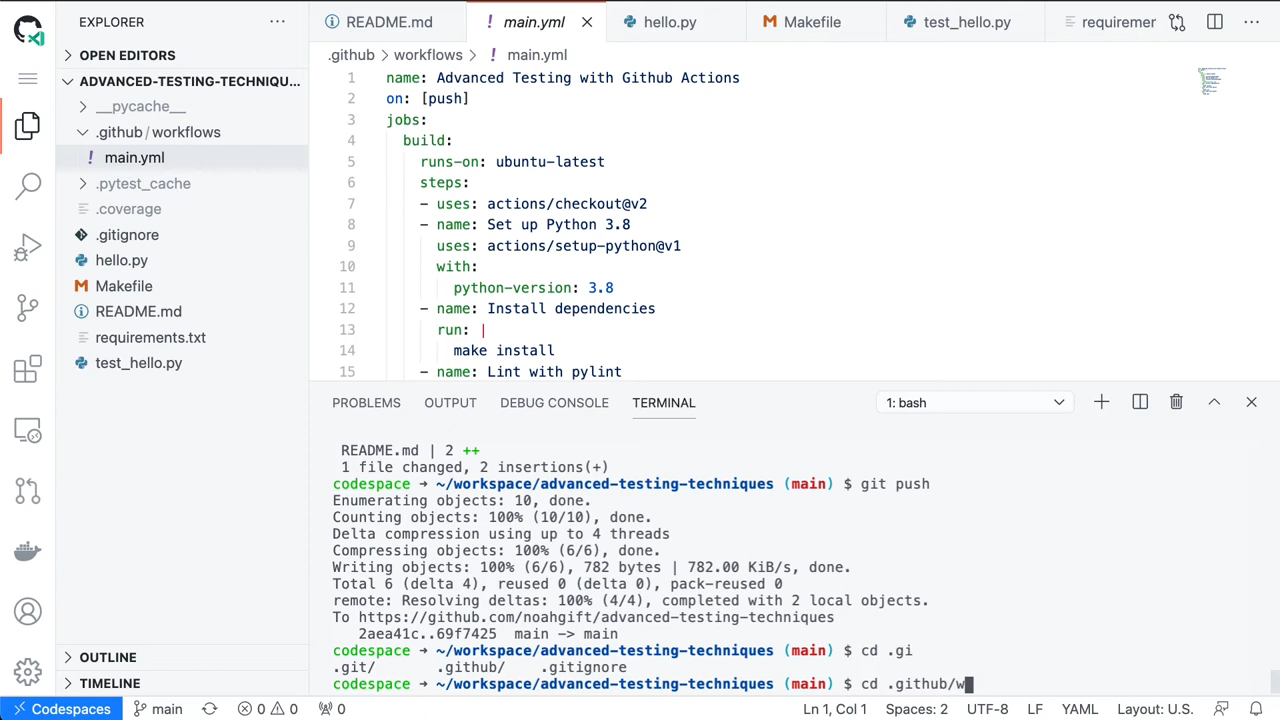 EXPLORER
OPEN EDITORS
ADVANCED-TESTING-TECHNIQU...
__pycache__
.github / workflows
! main.yml
.pytest_cache
.coverage
.gitignore
hello.py
M Makefile
README.md
requirements.txt
test_hello.py
OUTLINE
TIMELINE
README.md ! main.yml hello.py M Makefile test_hello.py requiremer
.github > workflows > ! main.yml
1 name: Advanced Testing with Github Actions
2 on: [push]
3 jobs:
4 build:
5 runs-on: ubuntu-latest
6 steps:
7 - uses: actions/checkout@v2
8 - name: Set up Python 3.8
9 uses: actions/setup-python@v1
10 with:
11 python-version: 3.8
12 - name: Install dependencies
13 run: |
14 make install
15 - name: Lint with pylint
PROBLEMS OUTPUT DEBUG CONSOLE TERMINAL 1: bash
README.md | 2 ++
1 file changed, 2 insertions(+)
codespace → ~/workspace/advanced-testing-techniques (main) $ git push
Enumerating objects: 10, done.
Counting objects: 100% (10/10), done.
Delta compression using up to 4 threads
Compressing objects: 100% (6/6), done.
Writing objects: 100% (6/6), 782 bytes | 782.00 KiB/s, done.
Total 6 (delta 4), reused 0 (delta 0), pack-reused 0
remote: Resolving deltas: 100% (4/4), completed with 2 local objects.
To https://github.com/noahgift/advanced-testing-techniques
2aea41c..69f7425 main -> main
codespace → ~/workspace/advanced-testing-techniques (main) $ cd .gi
.git/ .github/ .gitignore
codespace → ~/workspace/advanced-testing-techniques (main) $ cd .github/w
Codespaces main 0 0 0 Ln 1, Col 1 Spaces: 2 UTF-8 LF YAML Layout: U.S.